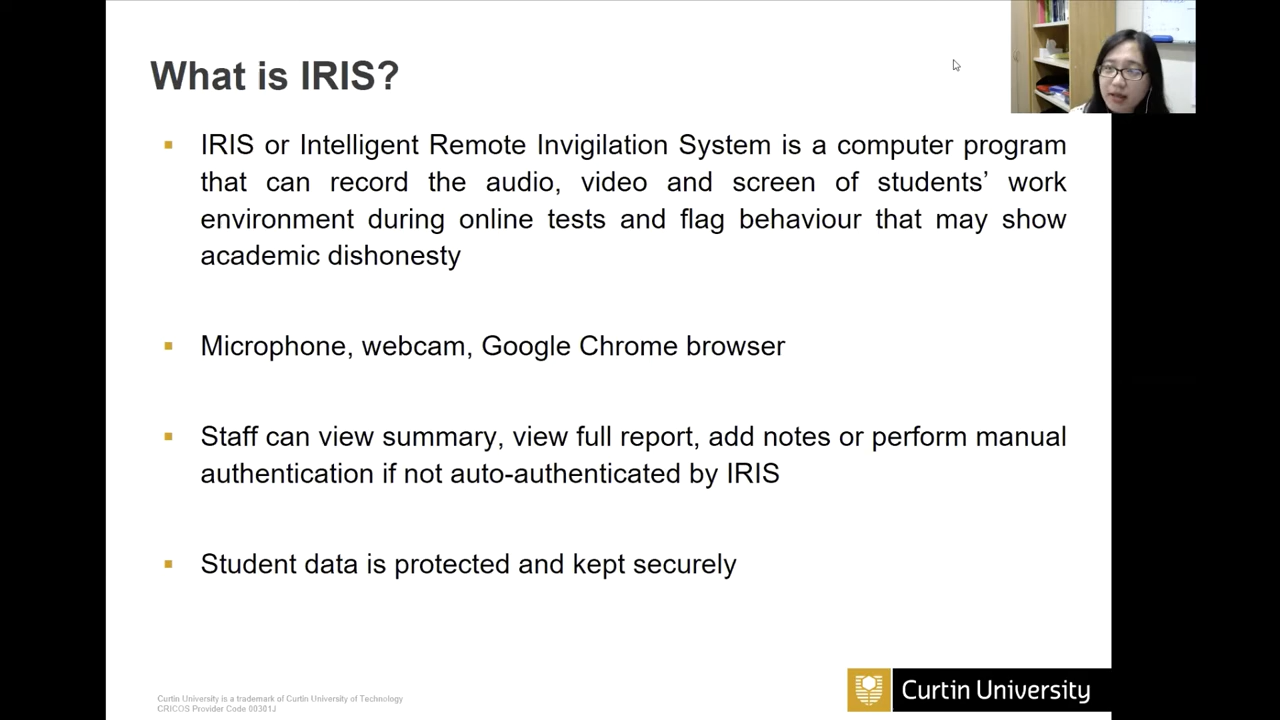 What is IRIS?
IRIS or Intelligent Remote Invigilation System is a computer program
that can record the audio, video and screen of students’ work
environment during online tests and flag behaviour that may show
academic dishonesty
Microphone, webcam, Google Chrome browser
Staff can view summary, view full report, add notes or perform manual
authentication if not auto-authenticated by IRIS
Student data is protected and kept securely
Curtin University is a trademark of Curtin University of Technology
CRICOS Provider Code 00301J
Curtin University